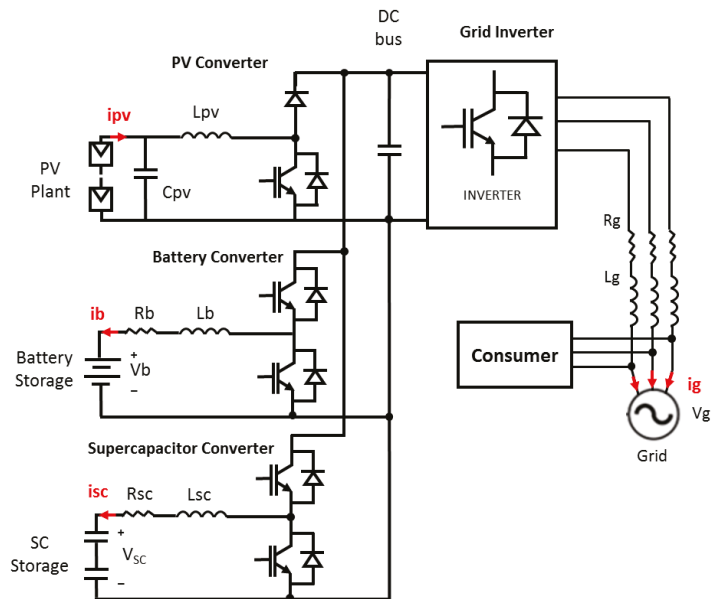 DC
bus
Grid Inverter
PV Converter
ipv
Lpv
PV
Plant
Cpv
INVERTER
Rg
Lg
Battery Converter
ib
Rb
Lb
Battery
Storage
+
Vb
−
Consumer
ig
Vg
Grid
Supercapacitor Converter
isc
Rsc
Lsc
SC
Storage
+
VSC
−